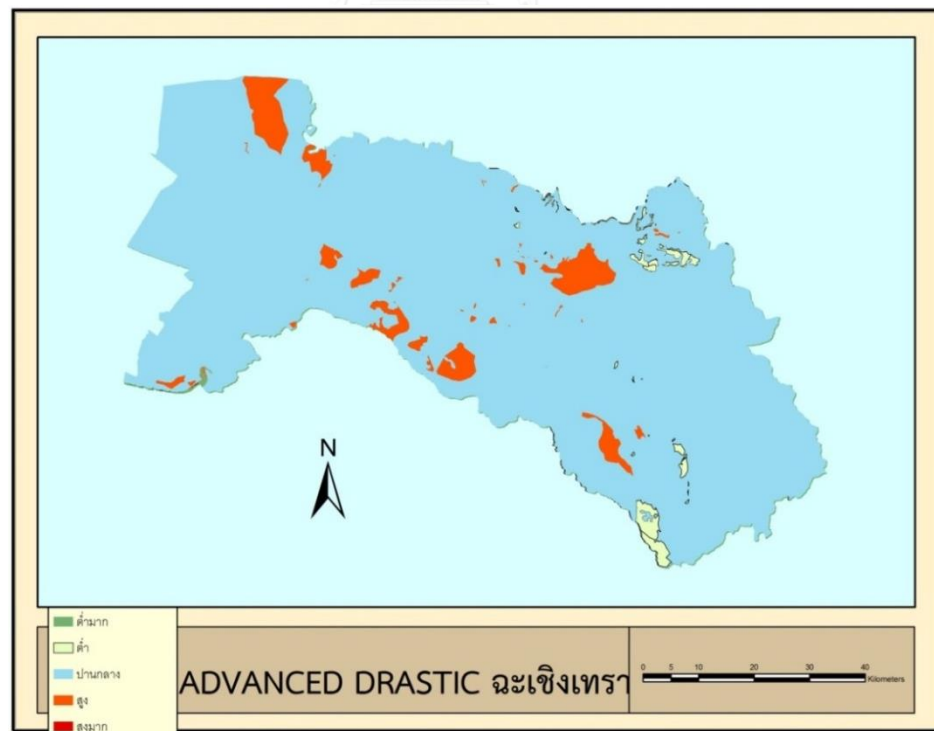 N
ต่ำมาก
ต่ำ
ปานกลาง
สูง
สูงมาก
ADVANCED DRASTIC ฉะเชิงเทรา
0 5 10 20 30 40
Kilometers